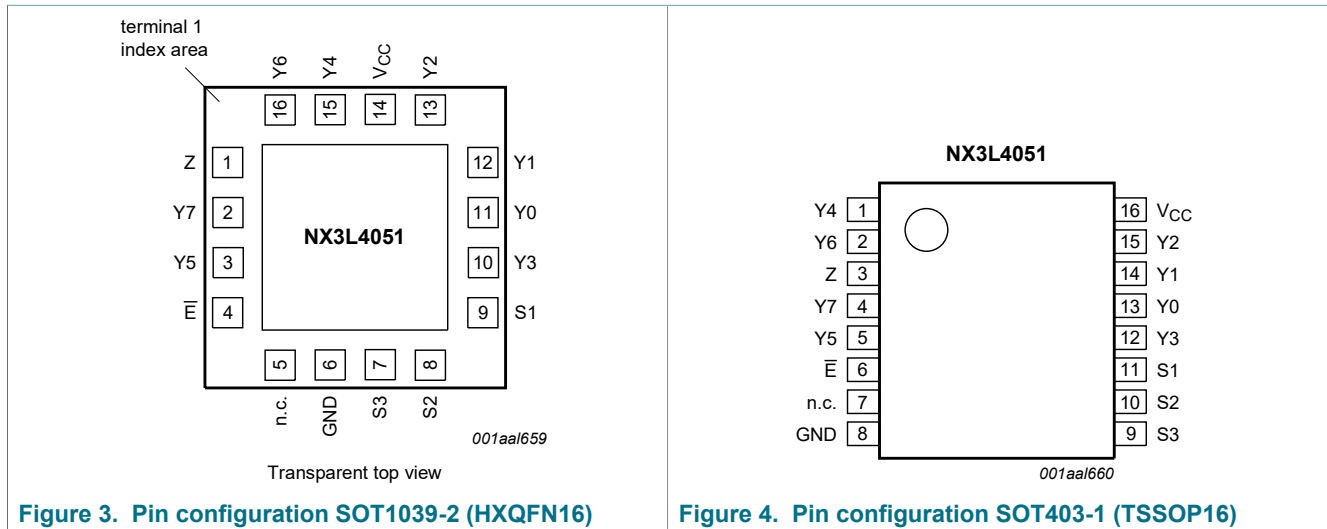 terminal 1
index area
Y6
Y4
VCC
Y2
16
15
14
13
Z 1
12 Y1
Y7 2
11 Y0
NX3L4051
Y5 3
10 Y3
E̅ 4
9 S1
5
6
7
8
n.c.
GND
S3
S2
001aal659
Transparent top view
Figure 3. Pin configuration SOT1039-2 (HXQFN16)
NX3L4051
Y4 1
16 VCC
Y6 2
15 Y2
Z 3
14 Y1
Y7 4
13 Y0
Y5 5
12 Y3
E̅ 6
11 S1
n.c. 7
10 S2
GND 8
9 S3
001aal660
Figure 4. Pin configuration SOT403-1 (TSSOP16)